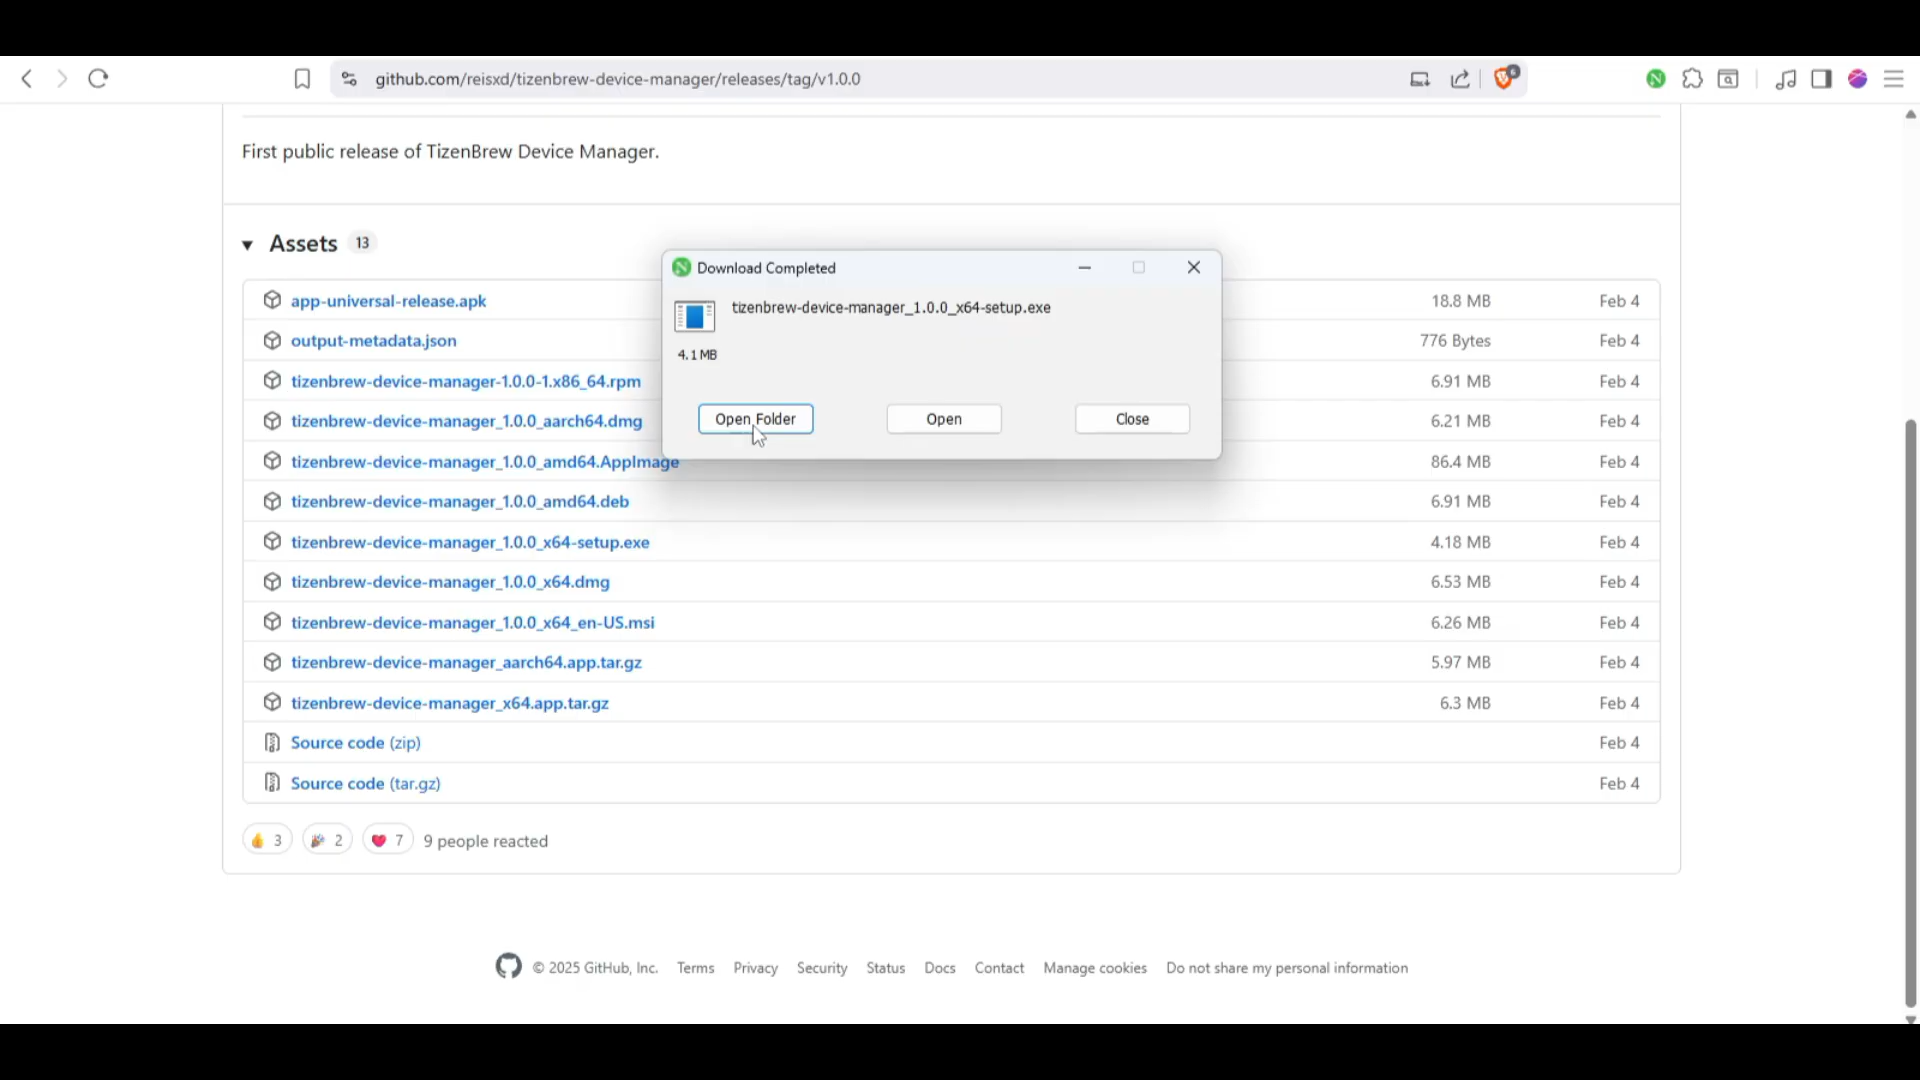 github.com/reisxd/tizenbrew-device-manager/releases/tag/v1.0.0
6
First public release of TizenBrew Device Manager.
Assets 13
Download Completed
tizenbrew-device-manager_1.0.0_x64-setup.exe
4.1 MB
Open Folder Open Close
app-universal-release.apk 18.8 MB Feb 4
output-metadata.json 776 Bytes Feb 4
tizenbrew-device-manager-1.0.0-1.x86_64.rpm 6.91 MB Feb 4
tizenbrew-device-manager_1.0.0_aarch64.dmg 6.21 MB Feb 4
tizenbrew-device-manager_1.0.0_amd64.AppImage 86.4 MB Feb 4
tizenbrew-device-manager_1.0.0_amd64.deb 6.91 MB Feb 4
tizenbrew-device-manager_1.0.0_x64-setup.exe 4.18 MB Feb 4
tizenbrew-device-manager_1.0.0_x64.dmg 6.53 MB Feb 4
tizenbrew-device-manager_1.0.0_x64_en-US.msi 6.26 MB Feb 4
tizenbrew-device-manager_aarch64.app.tar.gz 5.97 MB Feb 4
tizenbrew-device-manager_x64.app.tar.gz 6.3 MB Feb 4
Source code (zip) Feb 4
Source code (tar.gz) Feb 4
3 2 7 9 people reacted
© 2025 GitHub, Inc. Terms Privacy Security Status Docs Contact Manage cookies Do not share my personal information